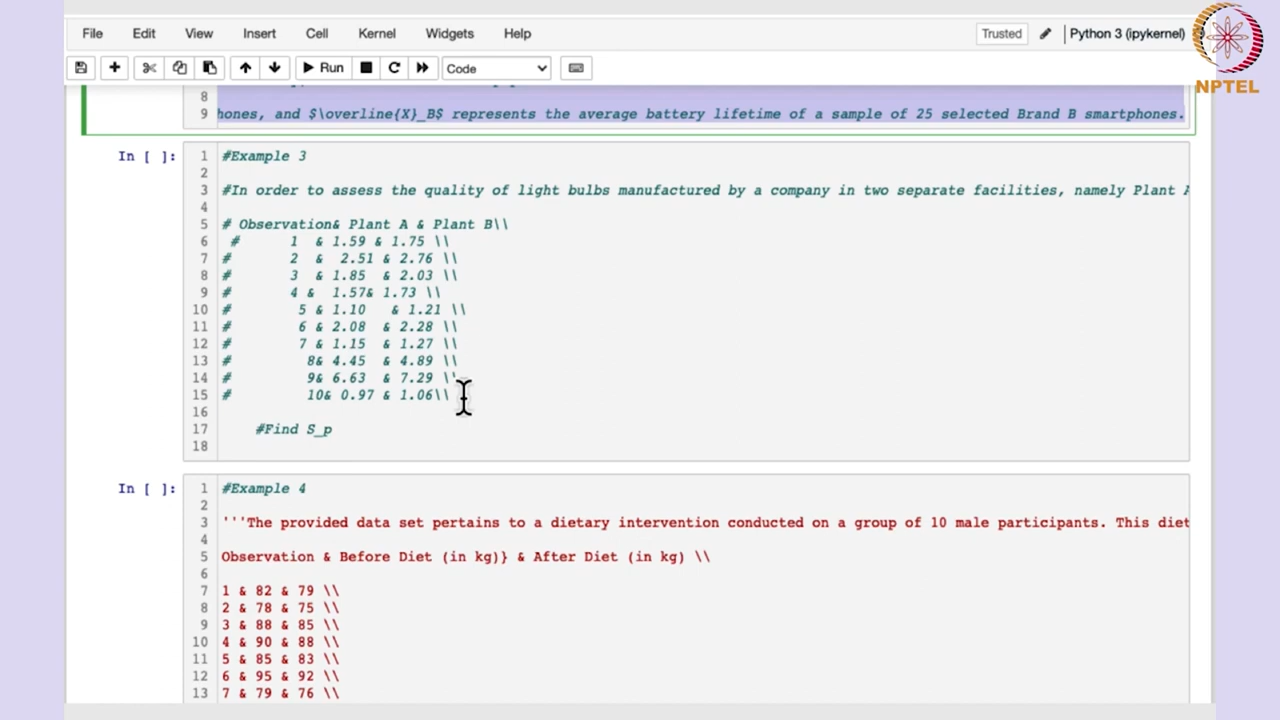 File Edit View Insert Cell Kernel Widgets Help Trusted Python 3 (ipykernel)
Run Code
NPTEL
8
9 hones, and $\overline{X}_B$ represents the average battery lifetime of a sample of 25 selected Brand B smartphones.
In [ ]: 1 #Example 3
2
3 #In order to assess the quality of light bulbs manufactured by a company in two separate facilities, namely Plant A
4
5 # Observation& Plant A & Plant B\\
6 # 1 & 1.59 & 1.75 \\
7 # 2 & 2.51 & 2.76 \\
8 # 3 & 1.85 & 2.03 \\
9 # 4 & 1.57& 1.73 \\
10 # 5 & 1.10 & 1.21 \\
11 # 6 & 2.08 & 2.28 \\
12 # 7 & 1.15 & 1.27 \\
13 # 8& 4.45 & 4.89 \\
14 # 9& 6.63 & 7.29 \\
15 # 10& 0.97 & 1.06\\
16
17 #Find S_p
18
In [ ]: 1 #Example 4
2
3 '''The provided data set pertains to a dietary intervention conducted on a group of 10 male participants. This diet
4
5 Observation & Before Diet (in kg)} & After Diet (in kg) \\
6
7 1 & 82 & 79 \\
8 2 & 78 & 75 \\
9 3 & 88 & 85 \\
10 4 & 90 & 88 \\
11 5 & 85 & 83 \\
12 6 & 95 & 92 \\
13 7 & 79 & 76 \\